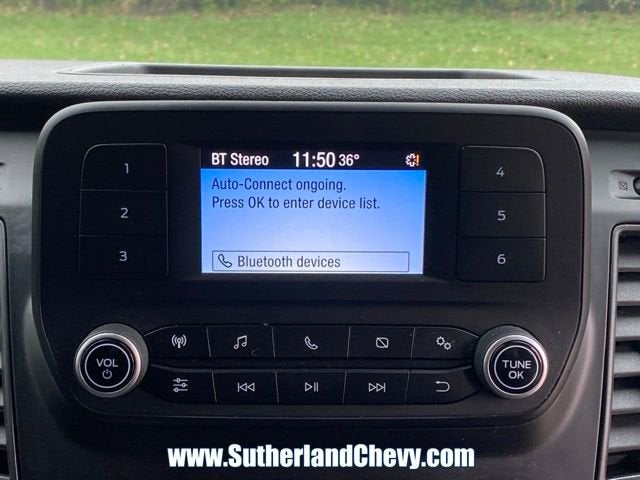 BT Stereo 11:50 36°
Auto-Connect ongoing.
Press OK to enter device list.
Bluetooth devices
1
2
3
4
5
6
VOL
TUNE
OK
www.SutherlandChevy.com